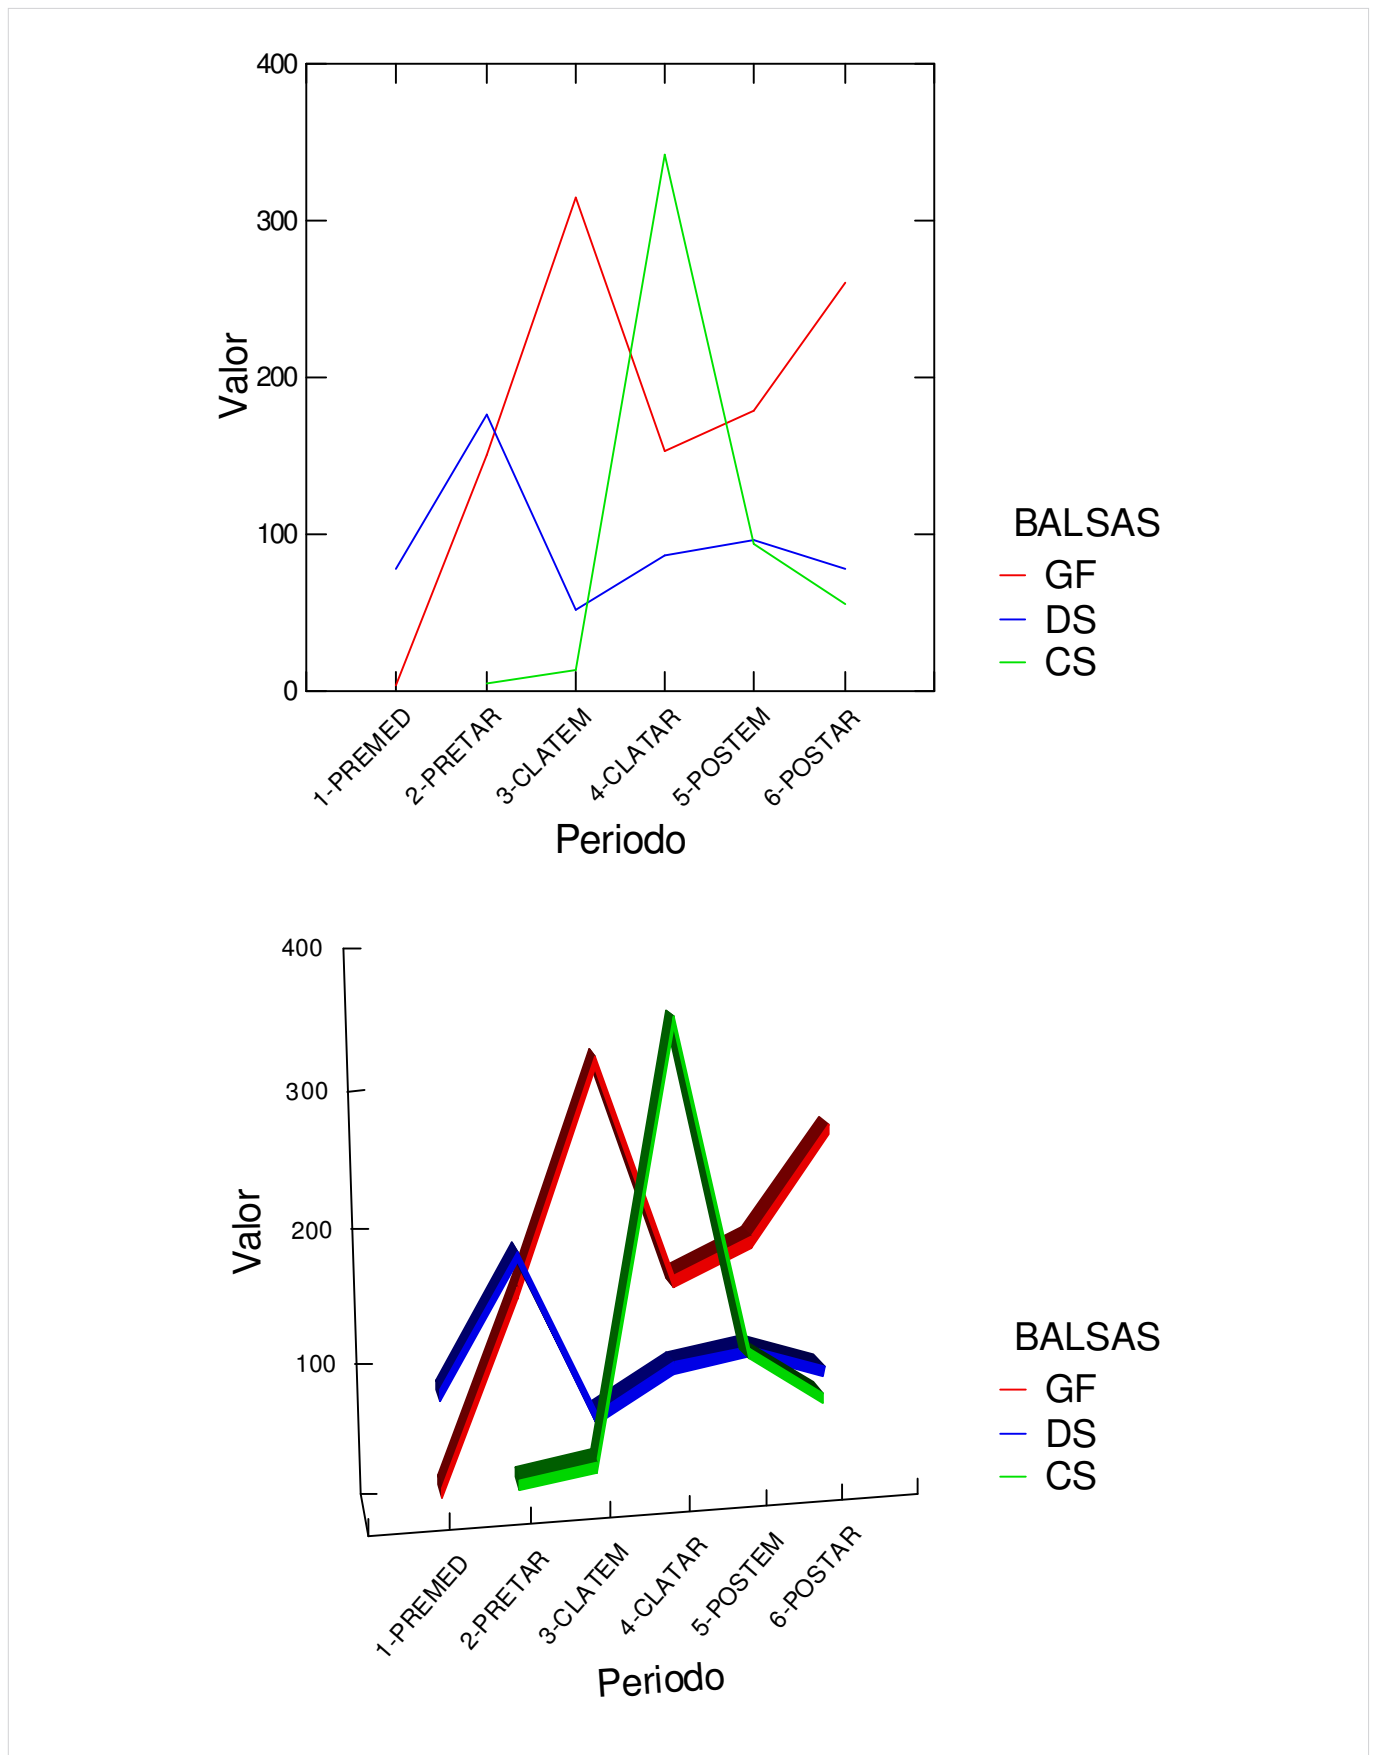 400
300
200
100
0
Valor
1-PREMED
2-PRETAR
3-CLATEM
4-CLATAR
5-POSTEM
6-POSTAR
Periodo
BALSAS
GF
DS
CS
400
300
200
100
Valor
1-PREMED
2-PRETAR
3-CLATEM
4-CLATAR
5-POSTEM
6-POSTAR
Periodo
BALSAS
GF
DS
CS